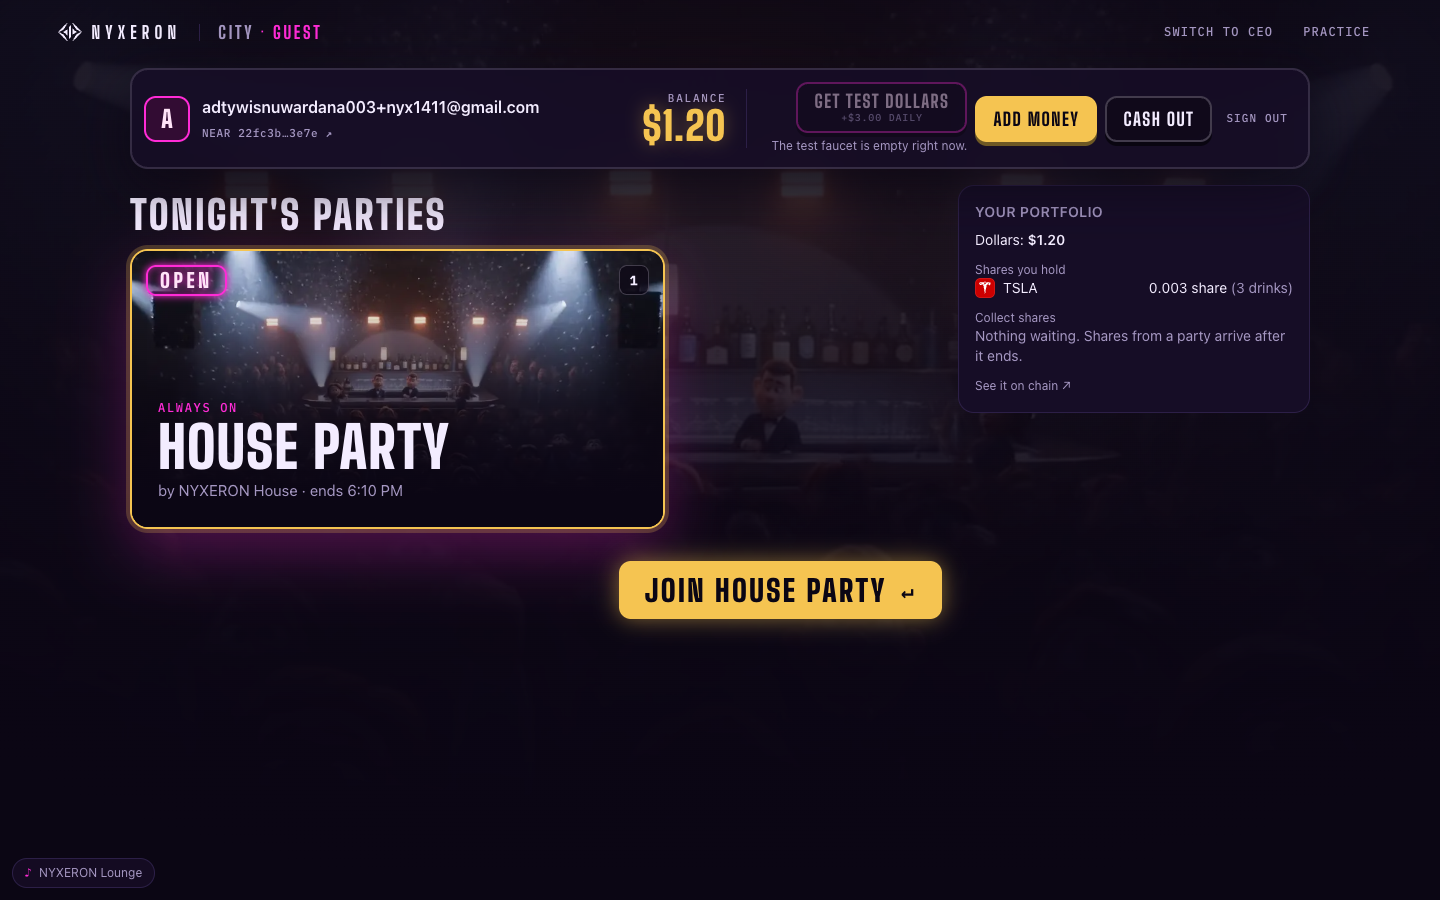 NYXERON
CITY · GUEST
SWITCH TO CEO
PRACTICE
A
adtywisnuwardana003+nyx1411@gmail.com
NEAR 22fc3b…3e7e ↗
BALANCE
$1.20
GET TEST DOLLARS
+$3.00 DAILY
The test faucet is empty right now.
ADD MONEY
CASH OUT
SIGN OUT
TONIGHT'S PARTIES
OPEN
1
ALWAYS ON
HOUSE PARTY
by NYXERON House · ends 6:10 PM
JOIN HOUSE PARTY ↵
YOUR PORTFOLIO
Dollars: $1.20
Shares you hold
TSLA
0.003 share (3 drinks)
Collect shares
Nothing waiting. Shares from a party arrive after
it ends.
See it on chain ↗
♪ NYXERON Lounge